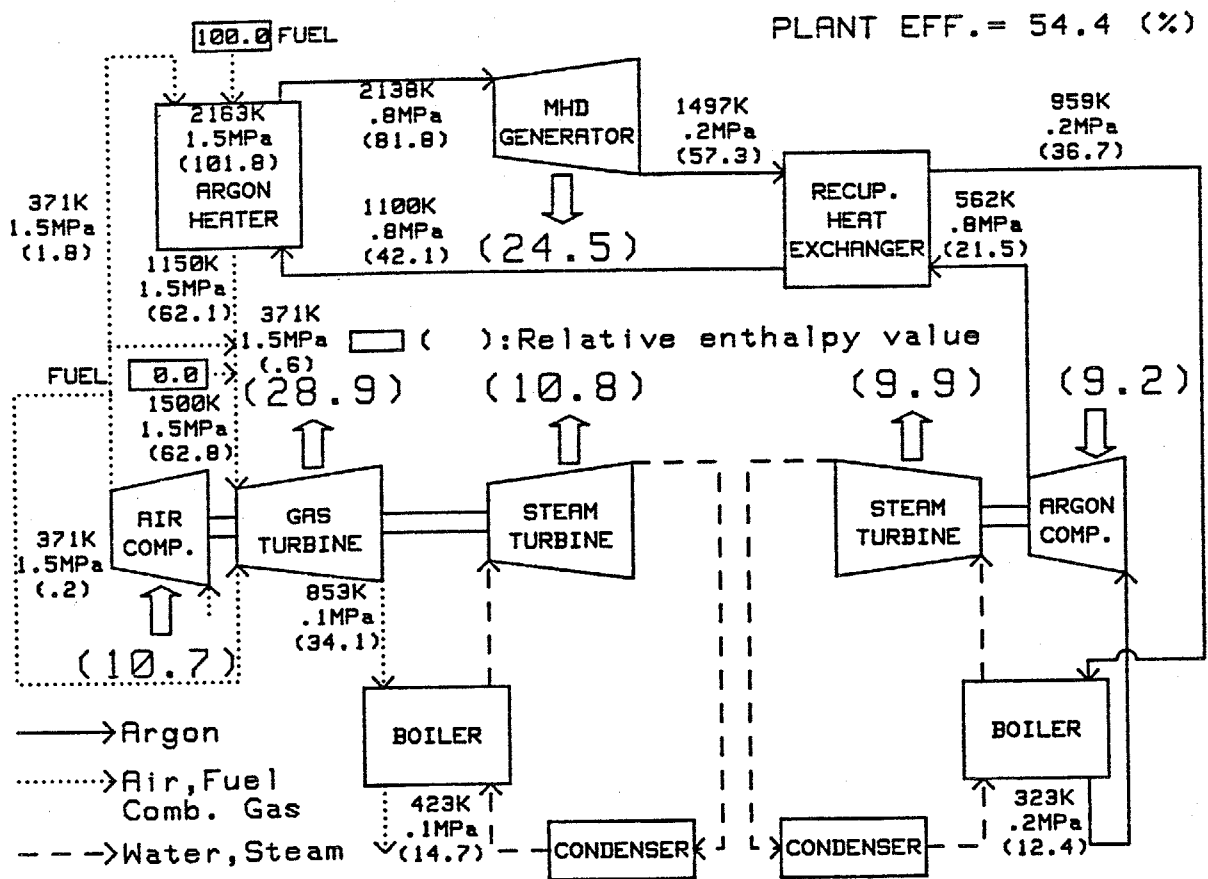 PLANT EFF.= 54.4 (%)
100.0 FUEL
2163K
1.5MPa
(101.8)
ARGON
HEATER
2138K
.8MPa
(81.8)
MHD
GENERATOR
1497K
.2MPa
(57.3)
959K
.2MPa
(36.7)
371K
1.5MPa
(1.8)
1100K
.8MPa
(42.1)
(24.5)
RECUP.
HEAT
EXCHANGER
562K
.8MPa
(21.5)
1150K
1.5MPa
(62.1)
371K
1.5MPa
(.6)
( ):Relative enthalpy value
FUEL 0.0
1500K
1.5MPa
(62.8)
(28.9)
(10.8)
(9.9)
(9.2)
371K
1.5MPa
(.2)
AIR
COMP.
GAS
TURBINE
STEAM
TURBINE
STEAM
TURBINE
ARGON
COMP.
(10.7)
853K
.1MPa
(34.1)
BOILER
BOILER
Argon
Air,Fuel
Comb. Gas
Water,Steam
423K
.1MPa
(14.7)
CONDENSER
CONDENSER
323K
.2MPa
(12.4)